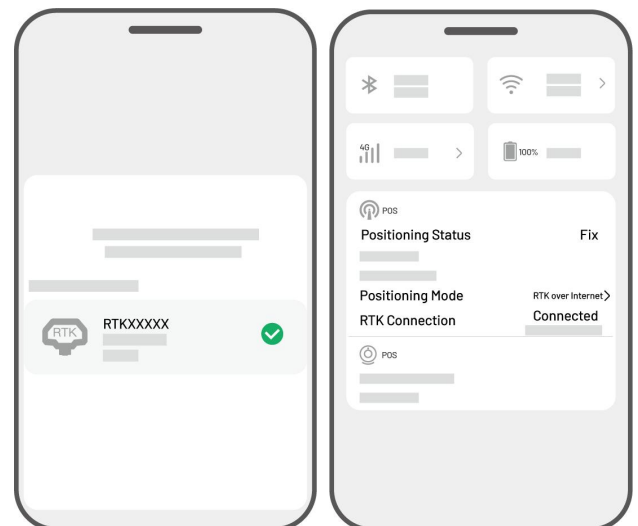 RTK
RTKXXXXX
4G
100%
POS
Positioning Status Fix
Positioning Mode RTK over Internet
RTK Connection Connected
POS